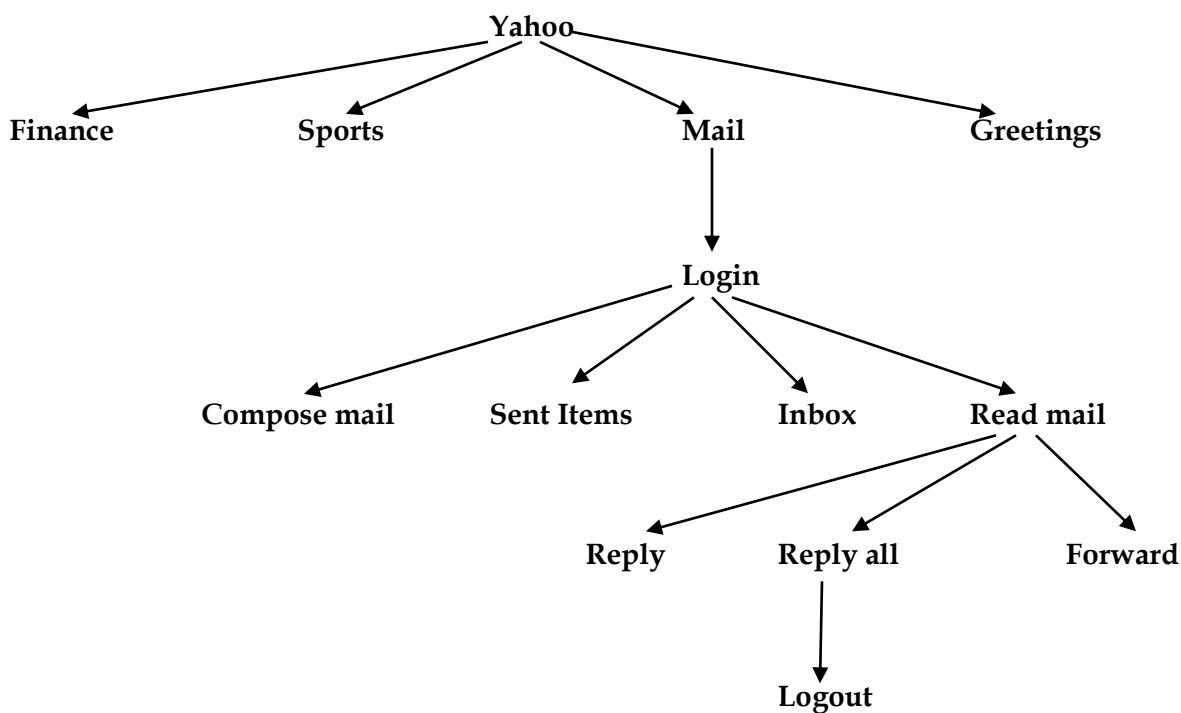 Yahoo
Finance Sports Mail Greetings
Login
Compose mail Sent Items Inbox Read mail
Reply Reply all Forward
Logout